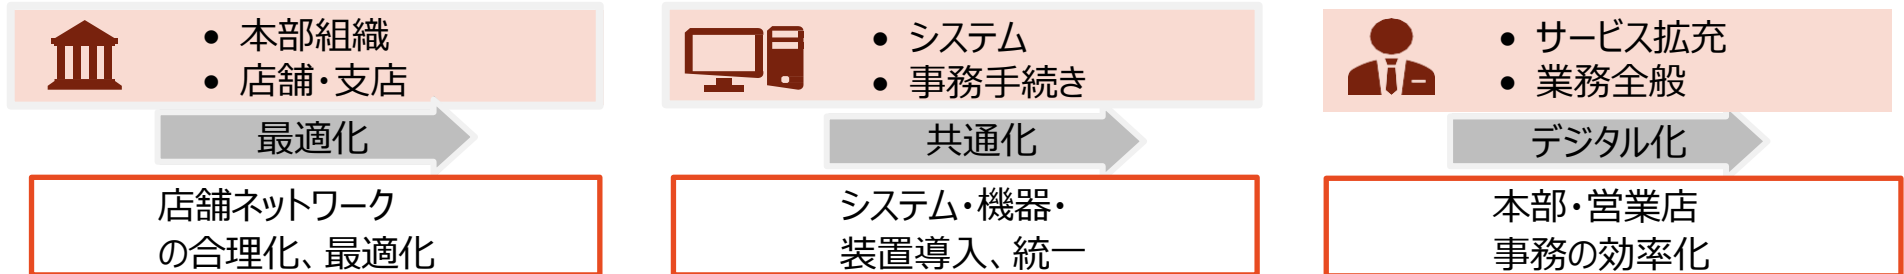 • 本部組織
• 店舗・支店
最適化
店舗ネットワーク
の合理化、最適化
• システム
• 事務手続き
共通化
システム・機器・
装置導入、統一
• サービス拡充
• 業務全般
デジタル化
本部・営業店
事務の効率化